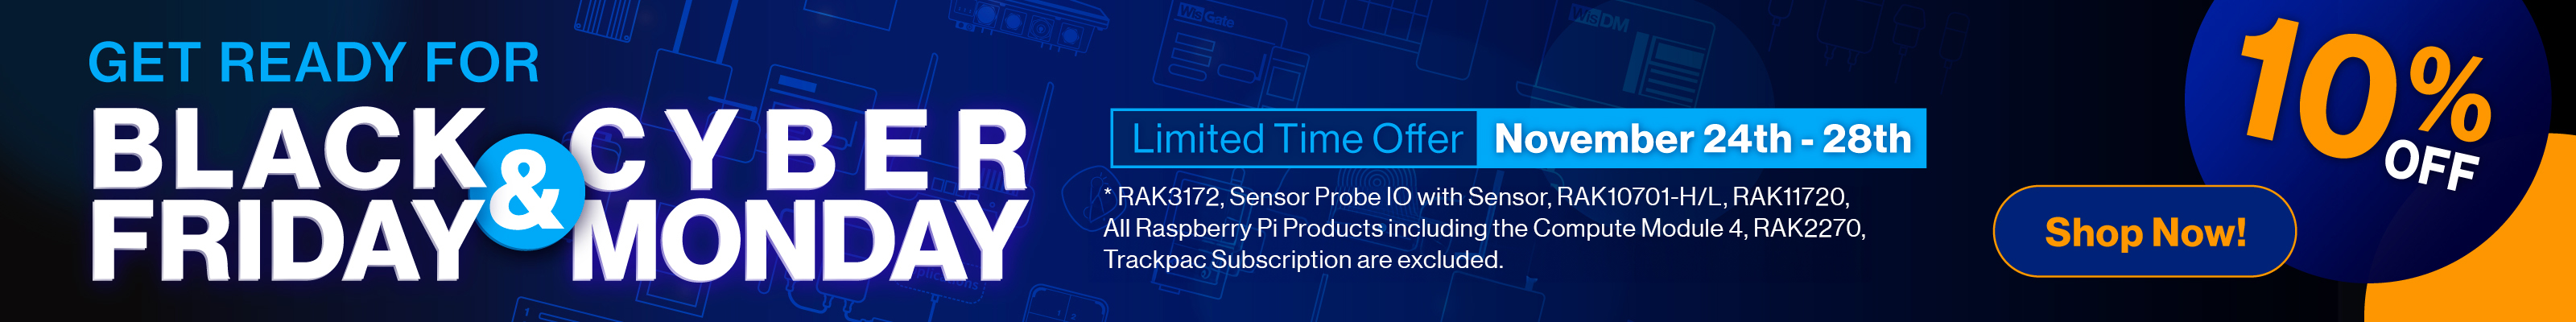 GET READY FOR
BLACK
FRIDAY
&
CYBER
MONDAY
Limited Time Offer
November 24th - 28th
* RAK3172, Sensor Probe IO with Sensor, RAK10701-H/L, RAK11720,
All Raspberry Pi Products including the Compute Module 4, RAK2270,
Trackpac Subscription are excluded.
10%
OFF
Shop Now!
WisGate
WisDM